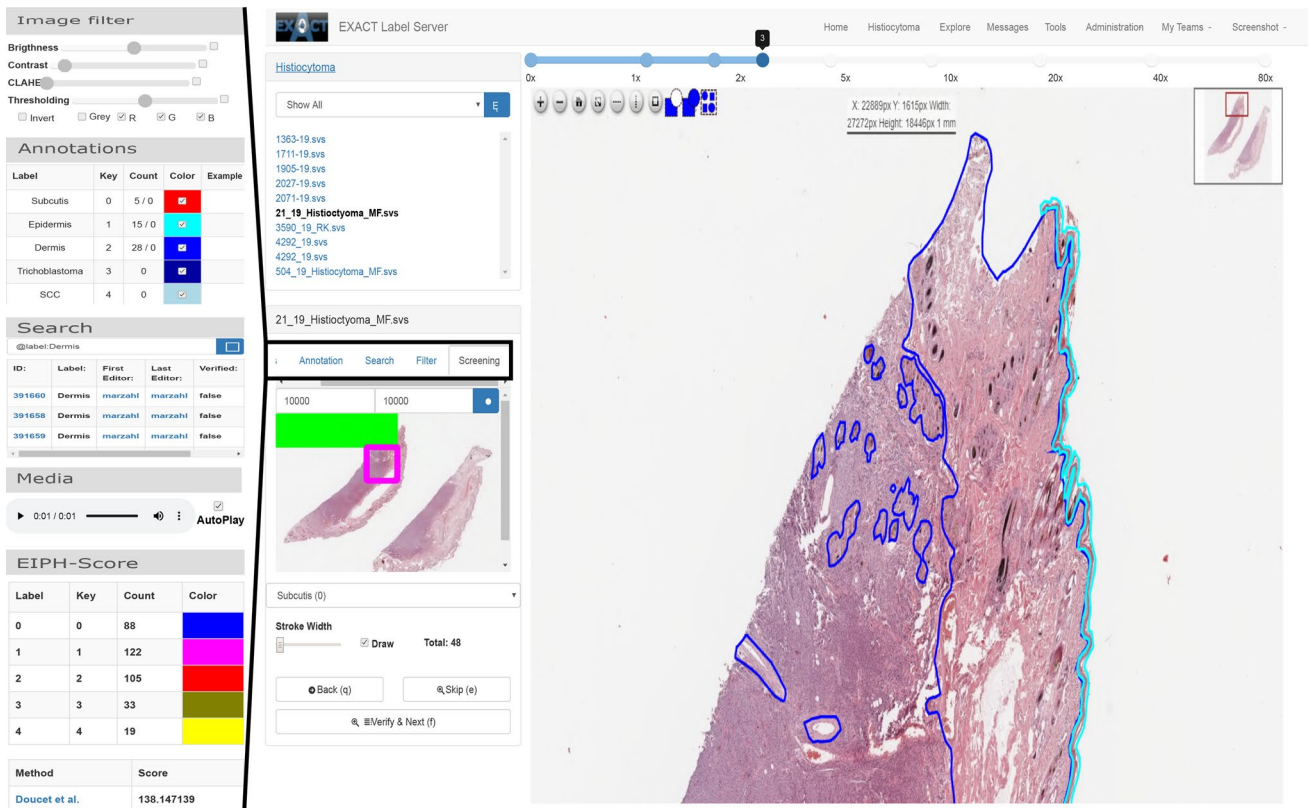 Image filter
Brigthness
Contrast
CLAHE
Thresholding
Invert Grey R G B
Annotations
Label Key Count Color Example
Subcutis 0 5 / 0
Epidermis 1 15 / 0
Dermis 2 28 / 0
Trichoblastoma 3 0
SCC 4 0
Search
@label:Dermis
ID: Label: First Editor: Last Editor: Verified:
391660 Dermis marzahl marzahl false
391658 Dermis marzahl marzahl false
391659 Dermis marzahl marzahl false
Media
0:01 / 0:01
AutoPlay
EIPH-Score
Label Key Count Color
0 0 88
1 1 122
2 2 105
3 3 33
4 4 19
Method Score
Doucet et al. 138.147139
EXACT EXACT Label Server
Home Histiocytoma Explore Messages Tools Administration My Teams - Screenshot -
Histiocytoma
Show All
1363-19.svs
1711-19.svs
1905-19.svs
2027-19.svs
2071-19.svs
21_19_Histioctyoma_MF.svs
3590_19_RK.svs
4292_19.svs
4292_19.svs
504_19_Histiocytoma_MF.svs
21_19_Histioctyoma_MF.svs
Annotation Search Filter Screening
10000 10000
Subcutis (0)
Stroke Width
Draw Total: 48
Back (q) Skip (e)
Verify & Next (f)
3
0x 1x 2x 5x 10x 20x 40x 80x
X: 22889px Y: 1615px Width:
27272px Height: 18446px 1 mm